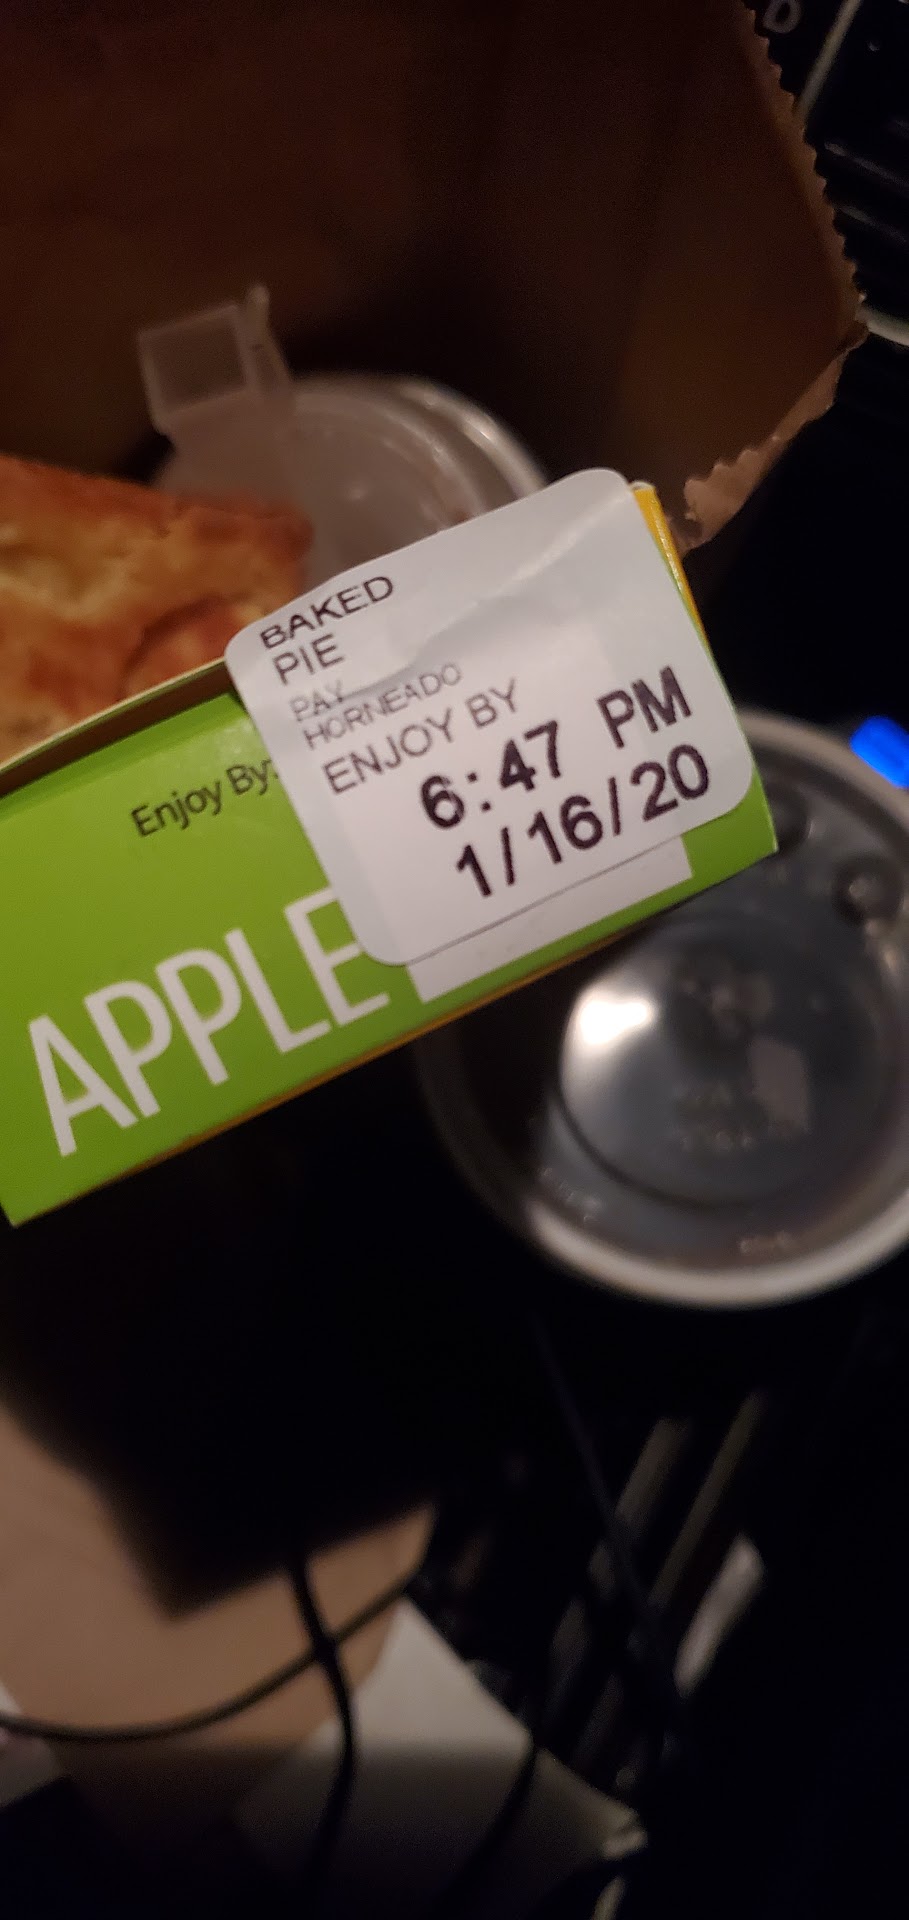 BAKED
PIE
PAY
HORNEADO
ENJOY BY
6:47 PM
1/16/20
Enjoy By:
APPLE